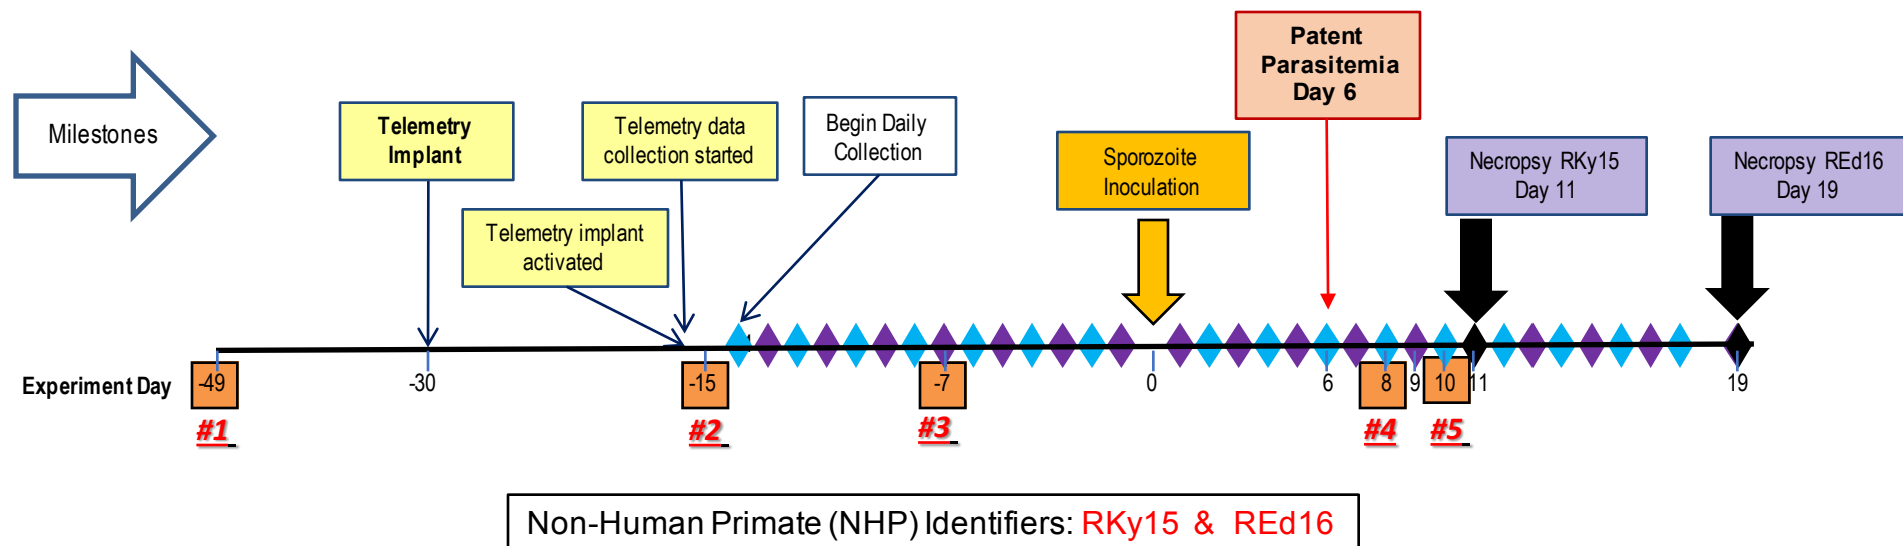 Milestones
Telemetry
Implant
Telemetry implant
activated
Telemetry data
collection started
Begin Daily
Collection
Sporozoite
Inoculation
Patent
Parasitemia
Day 6
Necropsy RKy15
Day 11
Necropsy REd16
Day 19
Experiment Day -49 -30 -15 -7 0 6 8 9 10 11 19
#1 #2 #3 #4 #5
Non-Human Primate (NHP) Identifiers: RKy15 & REd16